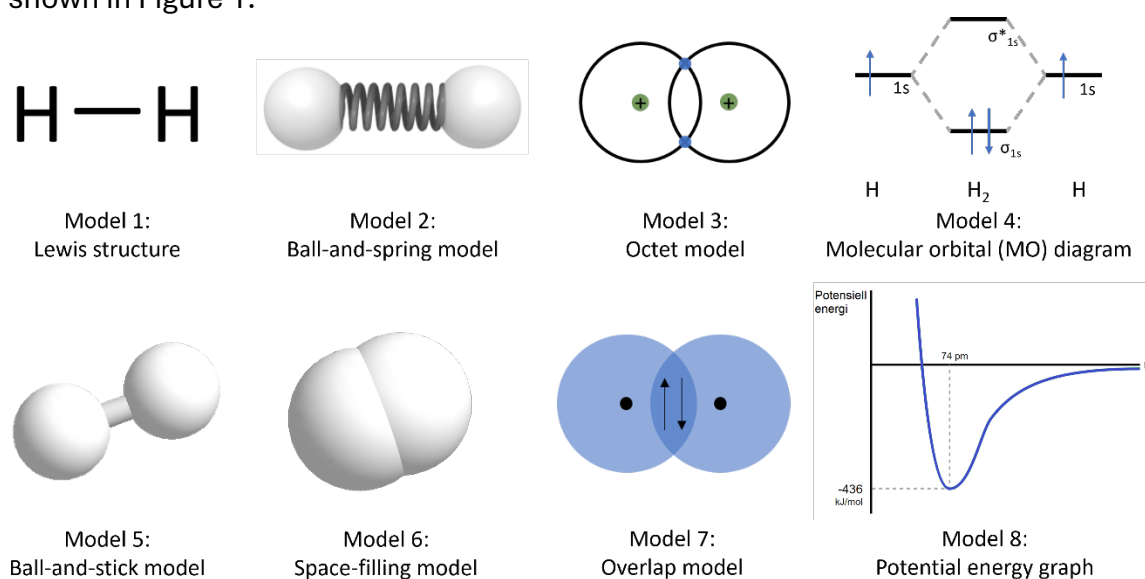 shown in Figure 1.
H — H
+ +
σ*1s
1s 1s
σ1s
H H2 H
Model 1:
Lewis structure
Model 2:
Ball-and-spring model
Model 3:
Octet model
Model 4:
Molecular orbital (MO) diagram
Potensiell
energi
74 pm
-436
kJ/mol
Model 5:
Ball-and-stick model
Model 6:
Space-filling model
Model 7:
Overlap model
Model 8:
Potential energy graph